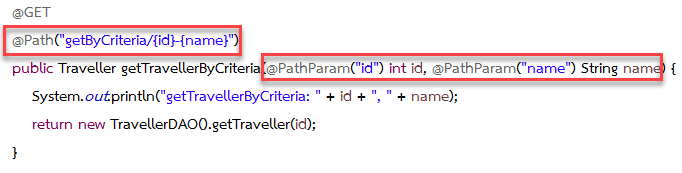 @GET
@Path("getByCriteria/{id}-{name}")
public Traveller getTravellerByCriteria(@PathParam("id") int id, @PathParam("name") String name) {
System.out.println("getTravellerByCriteria: " + id + ", " + name);
return new TravellerDAO().getTraveller(id);
}